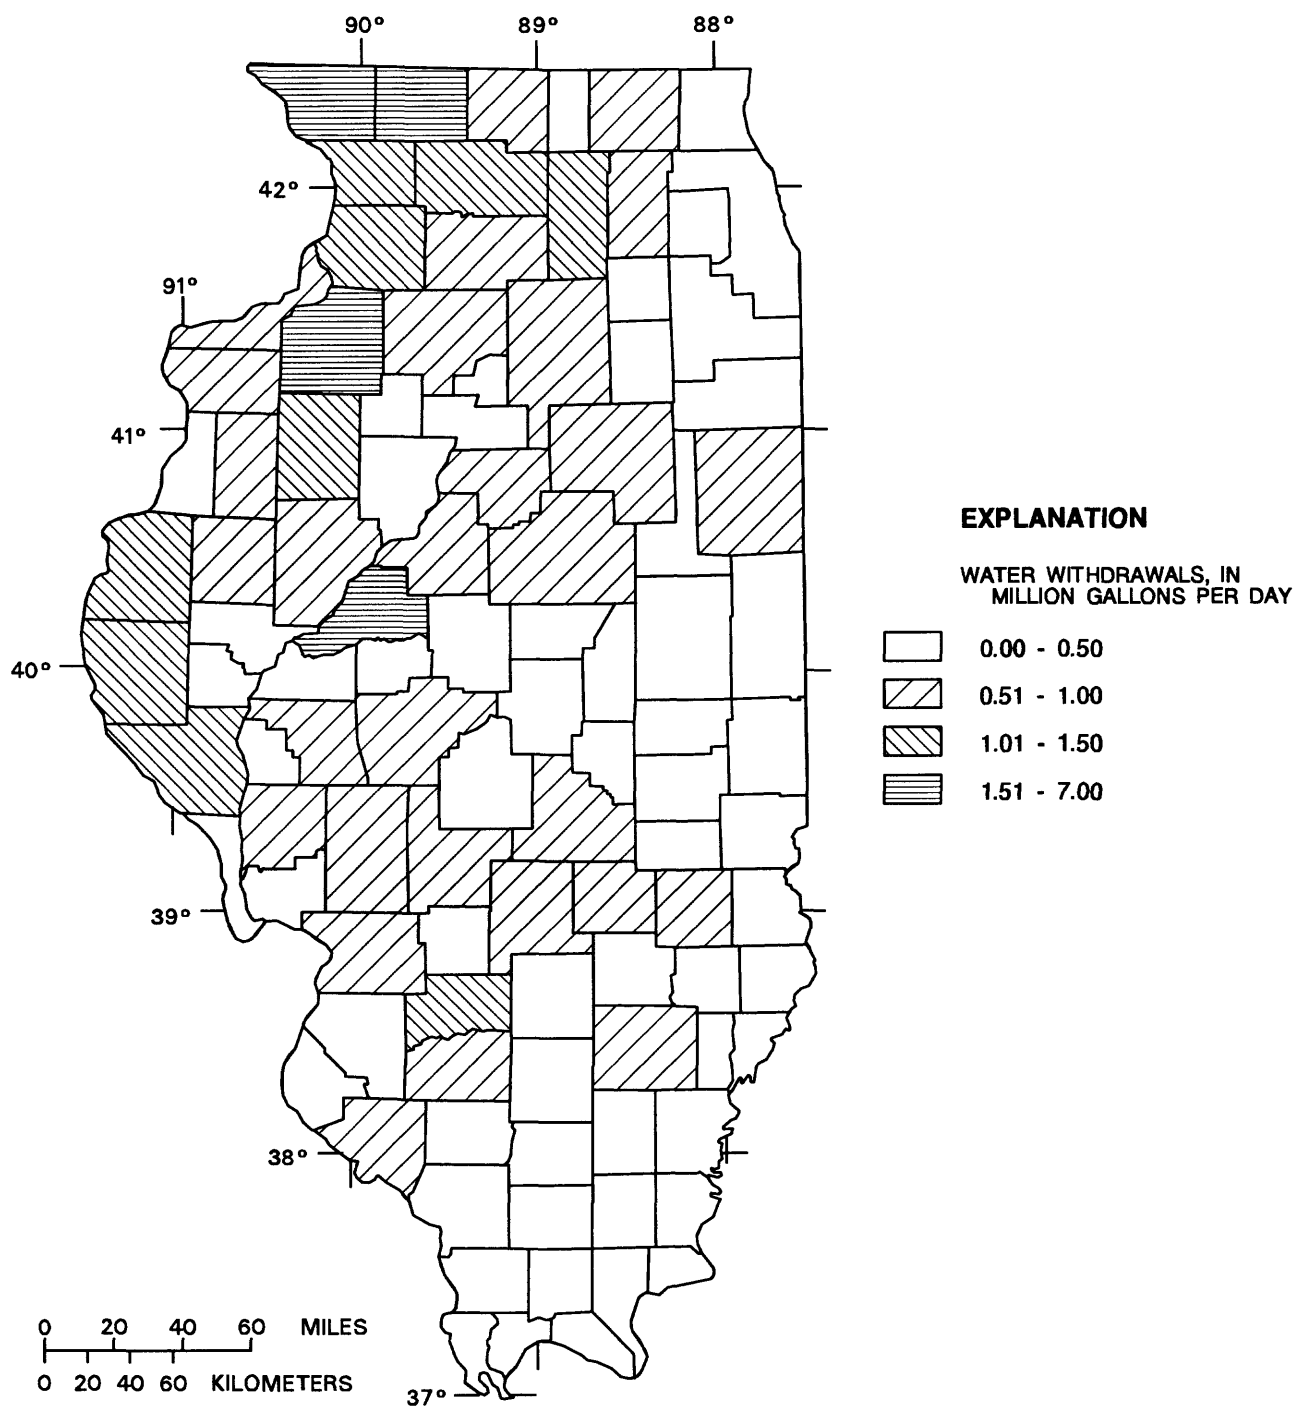 90° 89° 88°
42°
91°
41°
EXPLANATION
WATER WITHDRAWALS, IN
MILLION GALLONS PER DAY
0.00 - 0.50
40°
0.51 - 1.00
1.01 - 1.50
1.51 - 7.00
39°
38°
0 20 40 60 MILES
0 20 40 60 KILOMETERS
37°